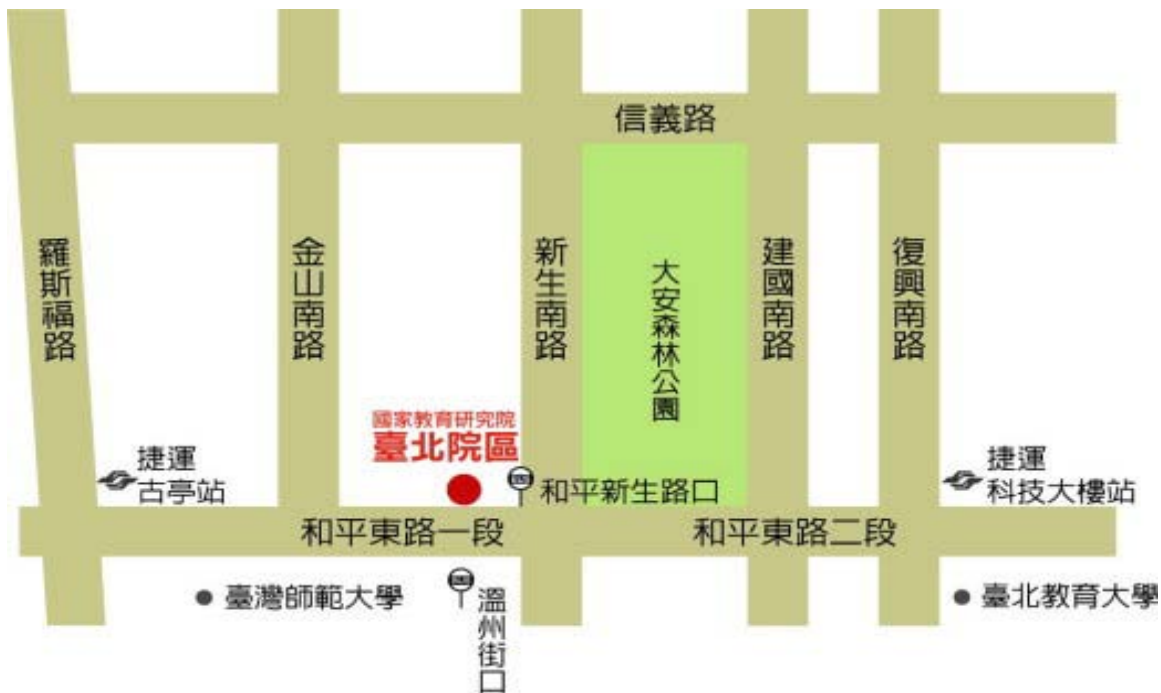 信義路
羅斯福路
金山南路
新生南路
大安森林公園
建國南路
復興南路
國家教育研究院
臺北院區
捷運
古亭站
和平新生路口
捷運
科技大樓站
和平東路一段
和平東路二段
臺灣師範大學
溫州街口
臺北教育大學